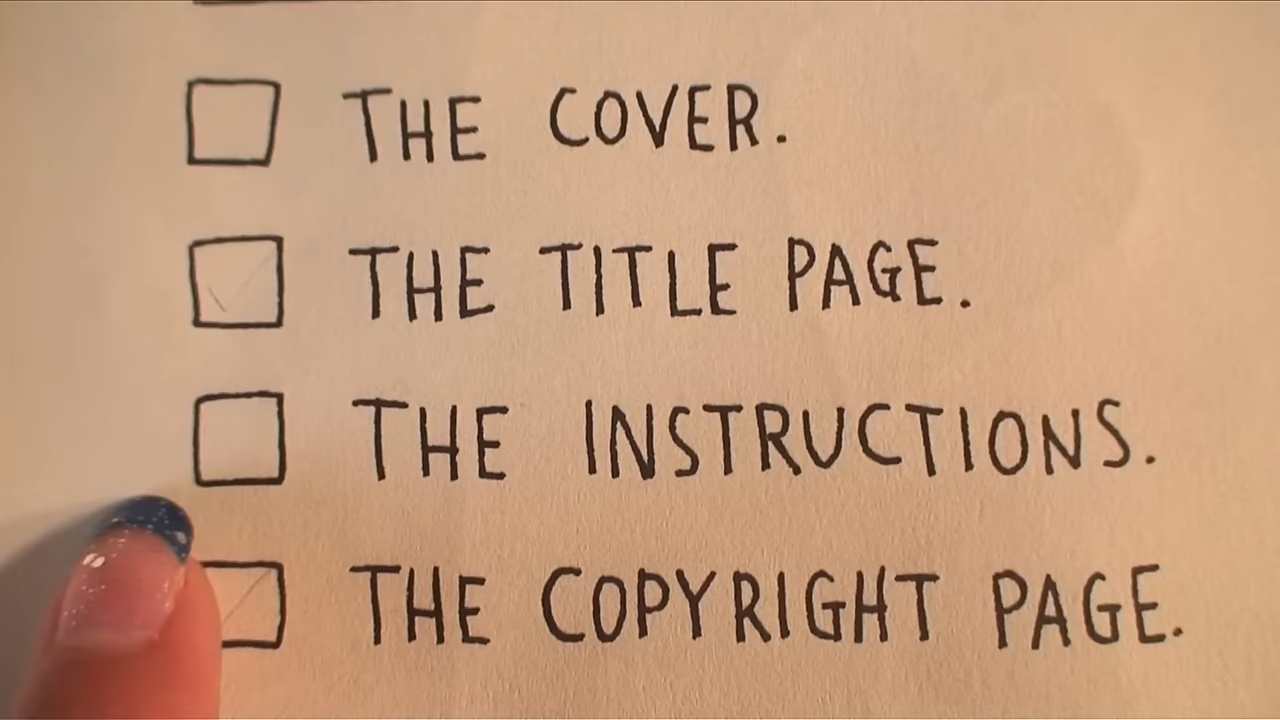 THE COVER.
THE TITLE PAGE.
THE INSTRUCTIONS.
THE COPYRIGHT PAGE.